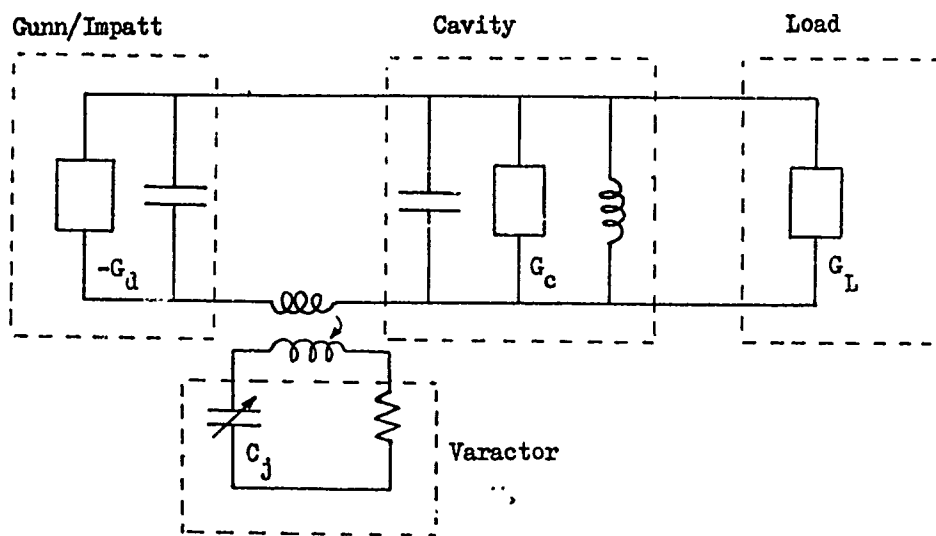 Gunn/Impatt
Cavity
Load
-G_d
G_c
G_L
C_j
Varactor